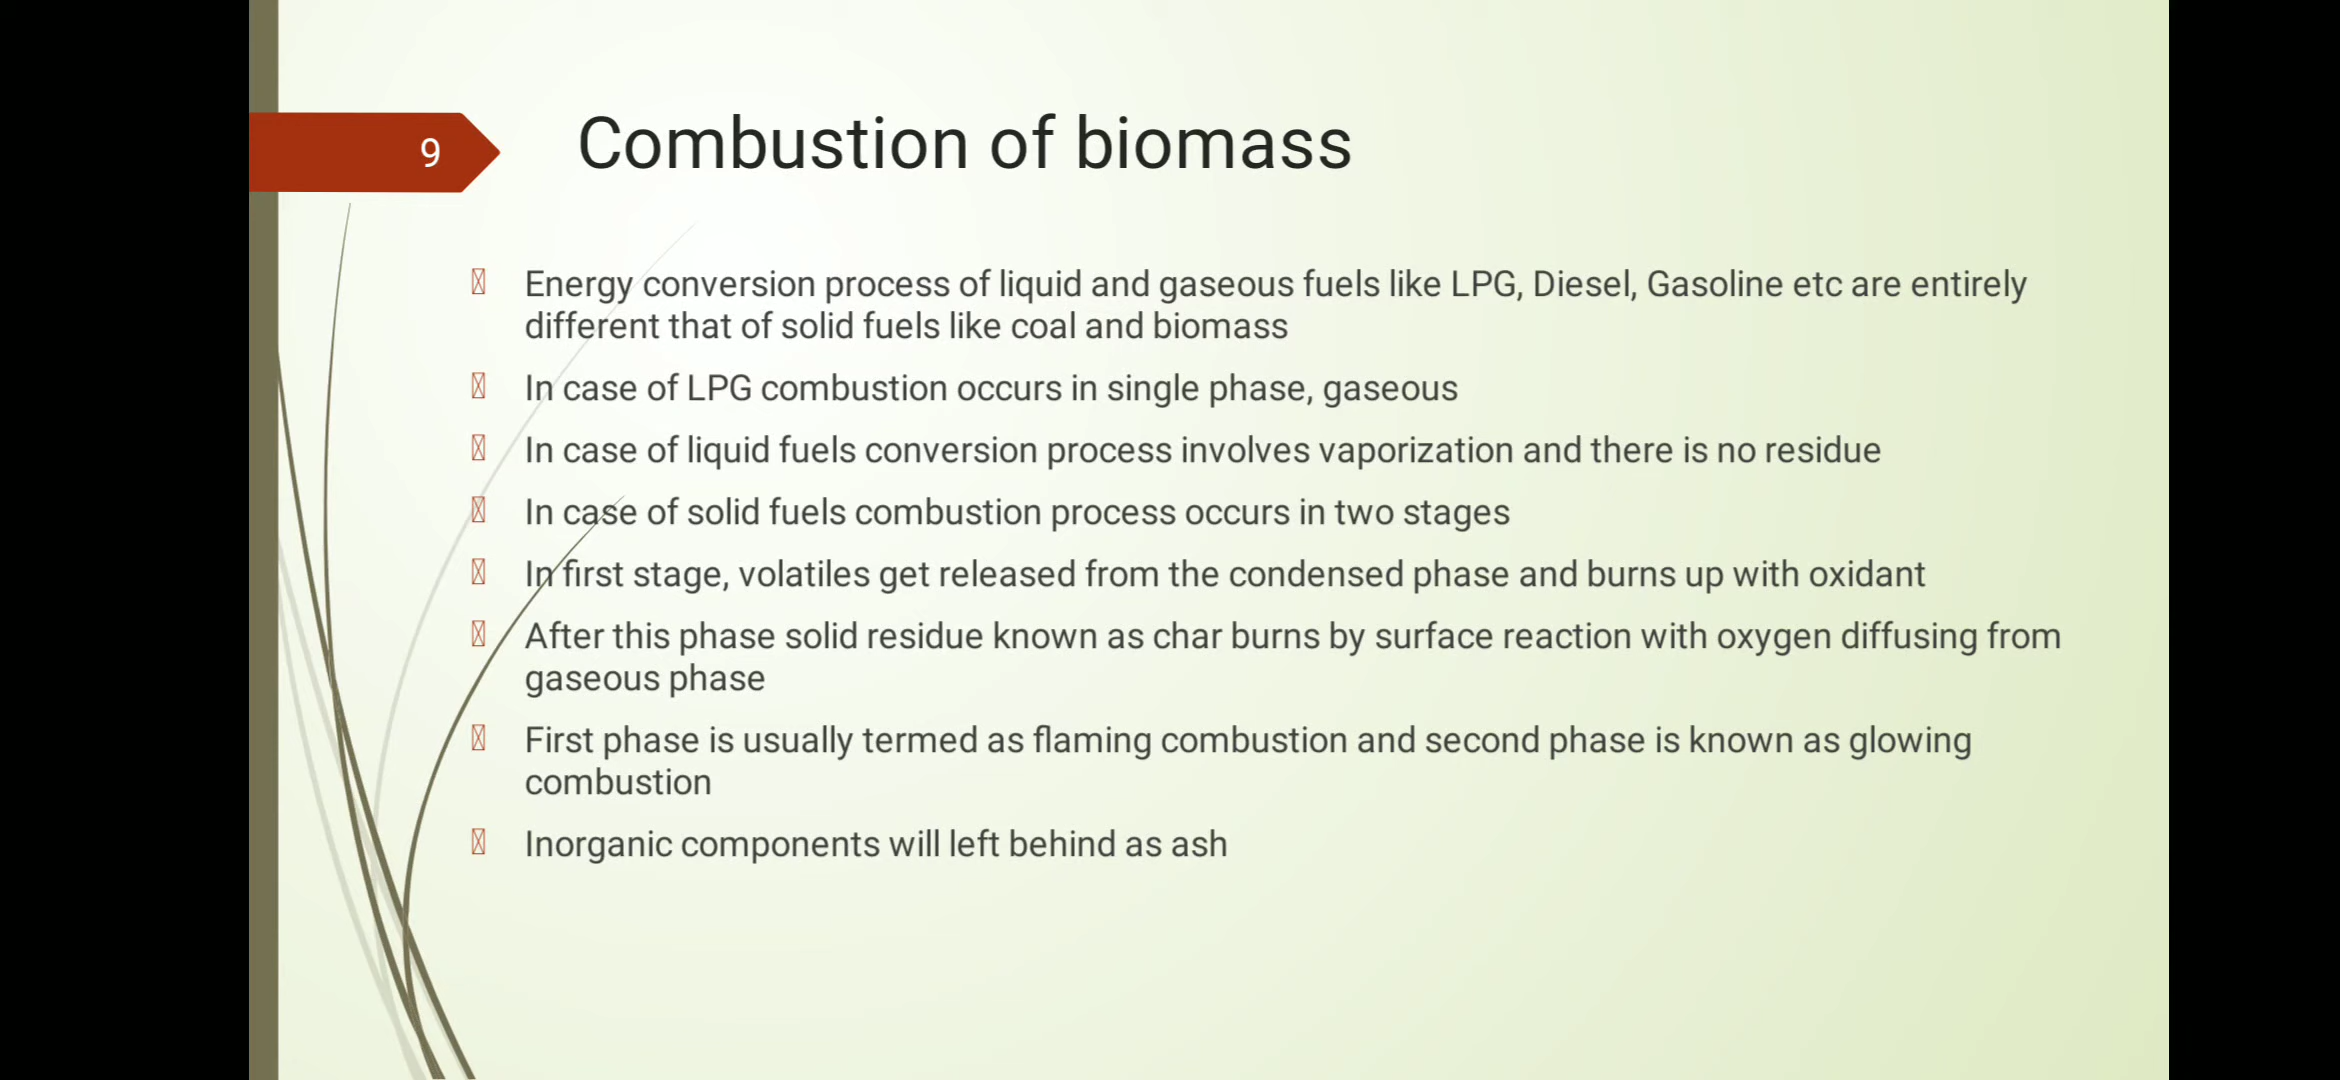 9
Combustion of biomass
Energy conversion process of liquid and gaseous fuels like LPG, Diesel, Gasoline etc are entirely
different that of solid fuels like coal and biomass
In case of LPG combustion occurs in single phase, gaseous
In case of liquid fuels conversion process involves vaporization and there is no residue
In case of solid fuels combustion process occurs in two stages
In first stage, volatiles get released from the condensed phase and burns up with oxidant
After this phase solid residue known as char burns by surface reaction with oxygen diffusing from
gaseous phase
First phase is usually termed as flaming combustion and second phase is known as glowing
combustion
Inorganic components will left behind as ash